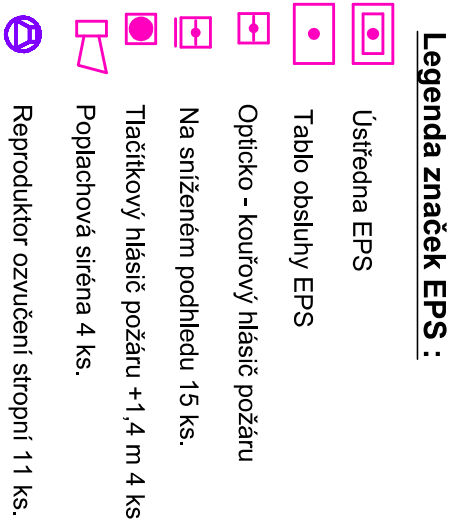 Legenda značek EPS :
Ústředna EPS
Tablo obsluhy EPS
Opticko - kouřový hlásič požáru
Na sníženém podhledu 15 ks.
Tlačítkový hlásič požáru +1,4 m 4 ks
Poplachová siréna 4 ks.
Reproduktor ozvučení stropní 11 ks.